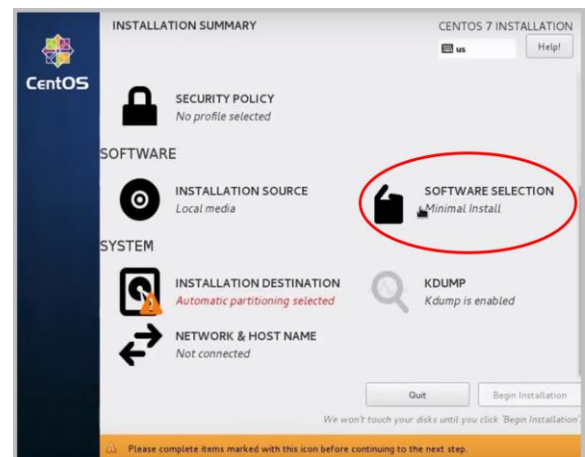 INSTALLATION SUMMARY
CENTOS 7 INSTALLATION
us
Help!
CentOS
SECURITY POLICY
No profile selected
SOFTWARE
INSTALLATION SOURCE
Local media
SOFTWARE SELECTION
Minimal Install
SYSTEM
INSTALLATION DESTINATION
Automatic partitioning selected
KDUMP
Kdump is enabled
NETWORK & HOST NAME
Not connected
Quit
Begin Installation
We won't touch your disks until you click 'Begin Installation'.
Please complete items marked with this icon before continuing to the next step.